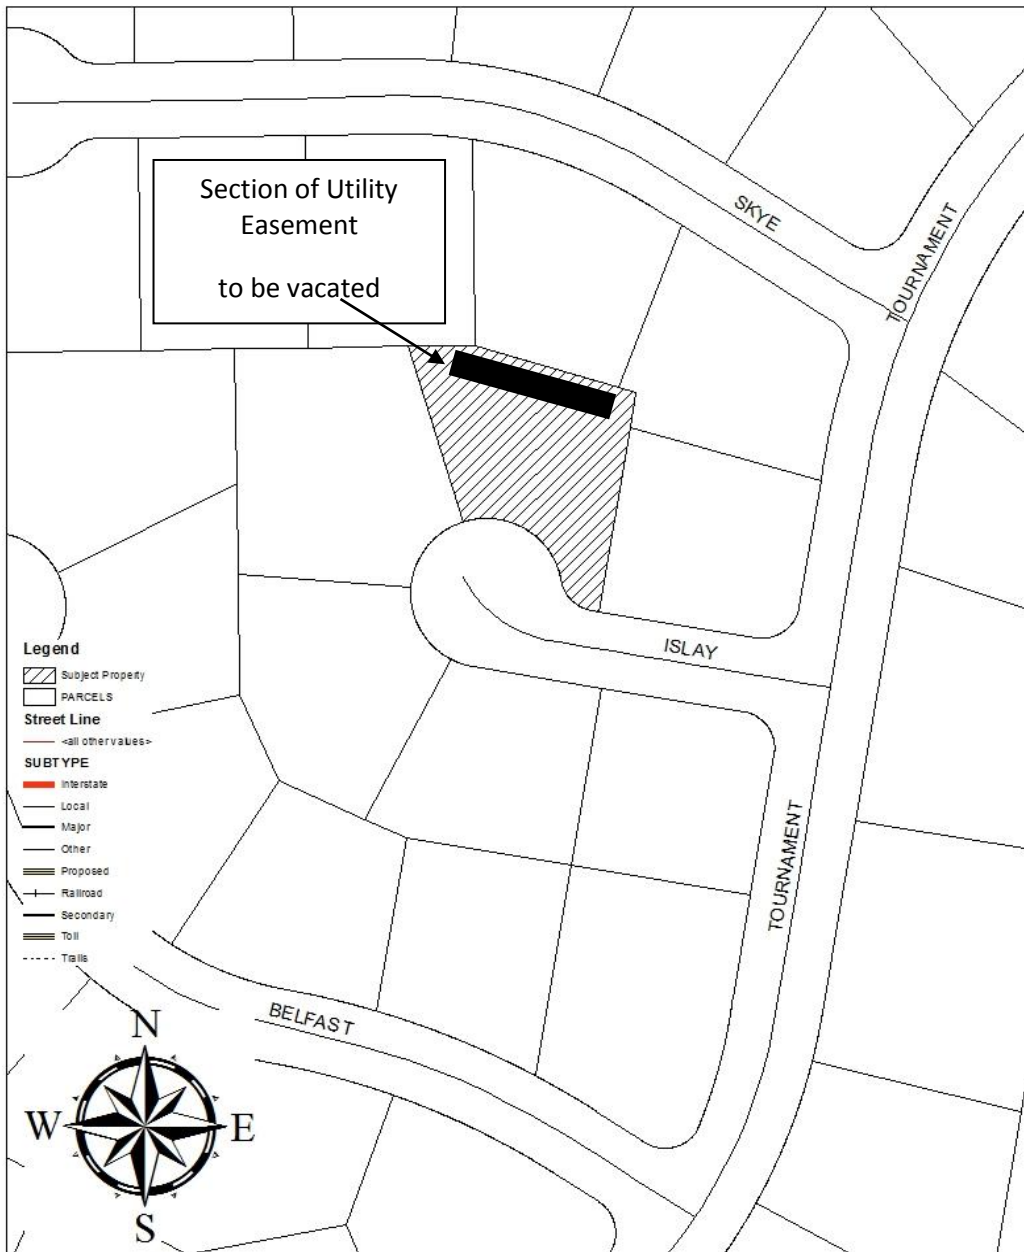 Section of Utility
Easement
to be vacated
SKYE
TOURNAMENT
ISLAY
Legend
Subject Property
PARCELS
Street Line
<all other values>
SUBTYPE
Interstate
Local
Major
Other
Proposed
Railroad
Secondary
Toll
Trails
TOURNAMENT
BELFAST
N
W
E
S